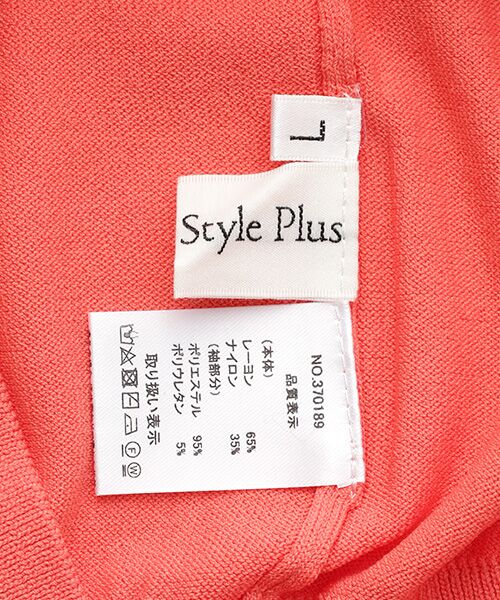 L
Style Plus
NO.370189
品質表示
(本体)
レーヨン 65%
ナイロン 35%
(袖部分)
ポリエステル 95%
ポリウレタン 5%
取り扱い表示
F W